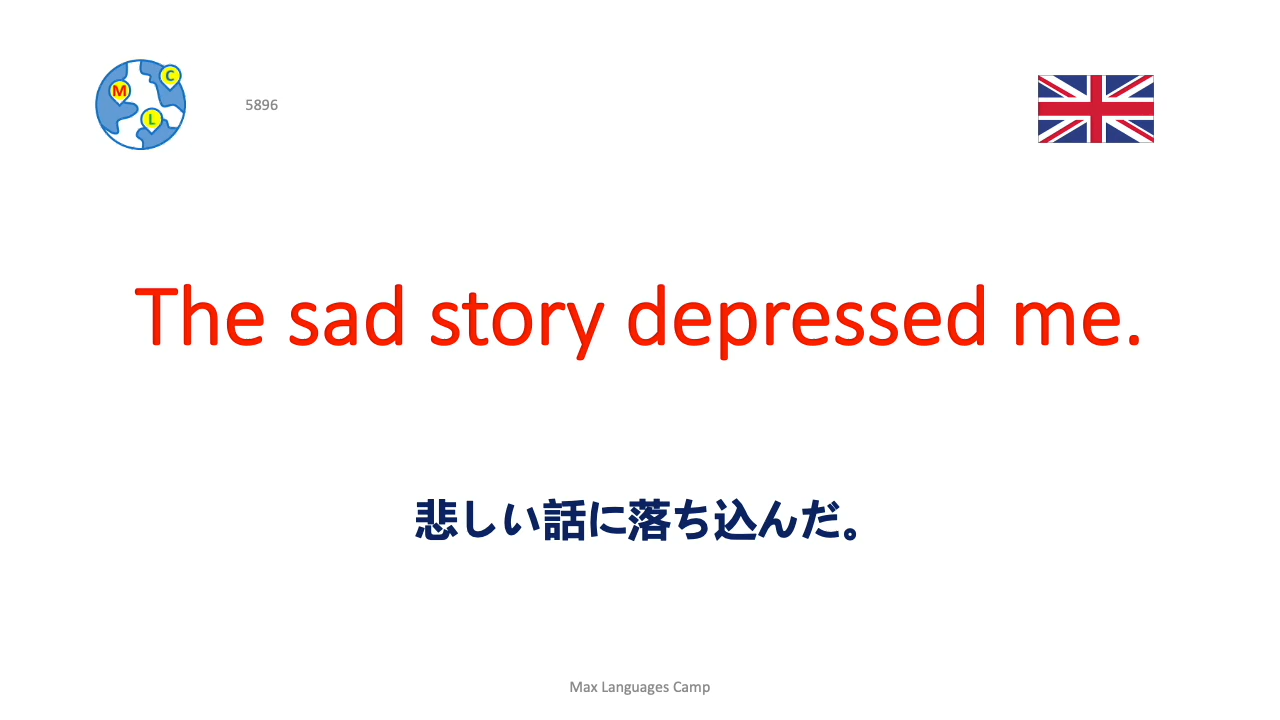 M
C
L
5896
The sad story depressed me.
悲しい話に落ち込んだ。
Max Languages Camp